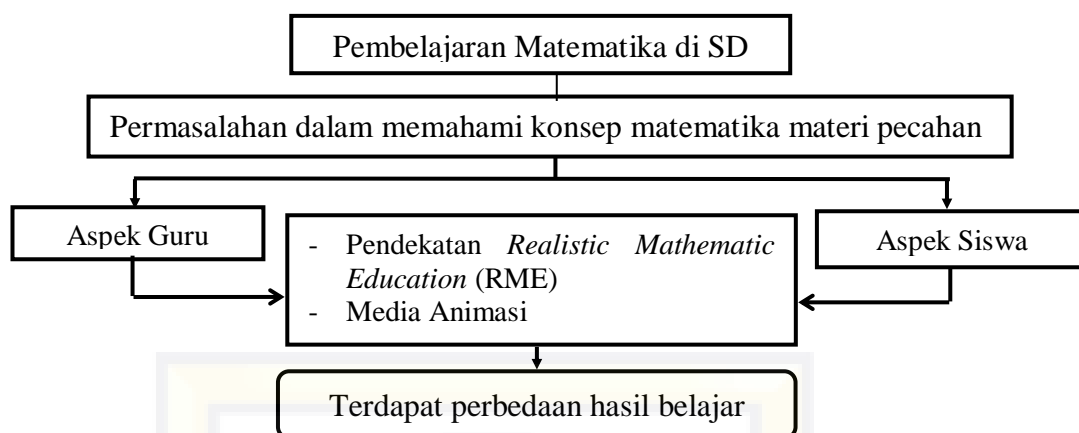 Pembelajaran Matematika di SD
Permasalahan dalam memahami konsep matematika materi pecahan
Aspek Guru
- Pendekatan Realistic Mathematic
Education (RME)
- Media Animasi
Aspek Siswa
Terdapat perbedaan hasil belajar